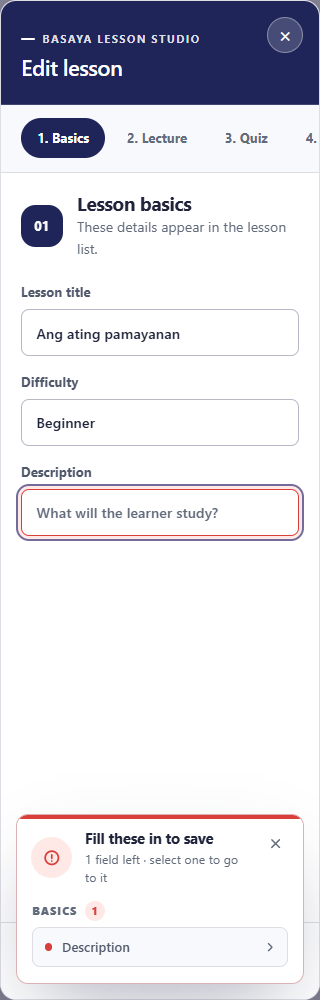 BASAYA LESSON STUDIO
Edit lesson
1. Basics
2. Lecture
3. Quiz
4.
01
Lesson basics
These details appear in the lesson
list.
Lesson title
Ang ating pamayanan
Difficulty
Beginner
Description
What will the learner study?
Fill these in to save
1 field left · select one to go
to it
BASICS 1
Description